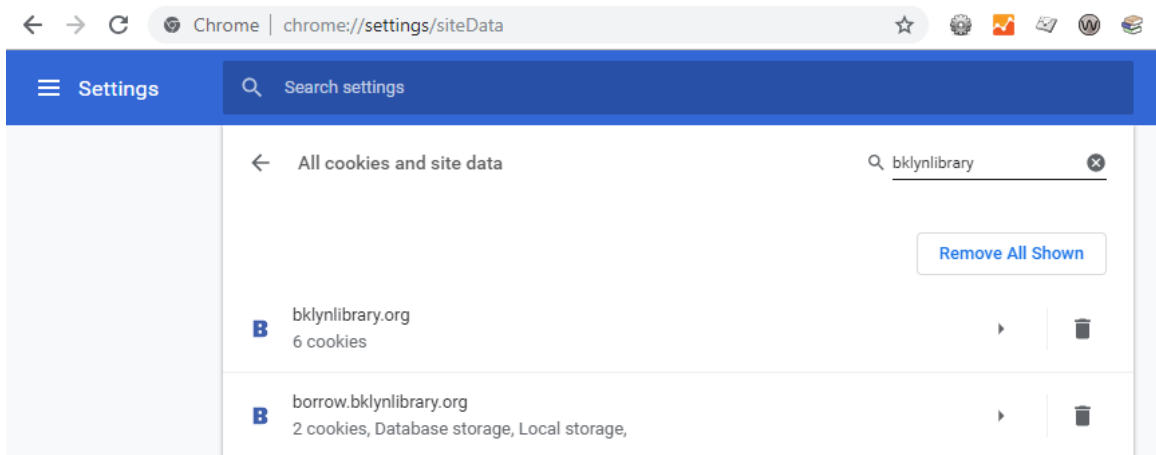 Chrome | chrome://settings/siteData
Settings
Search settings
All cookies and site data
bklynlibrary
Remove All Shown
B
bklynlibrary.org
6 cookies
B
borrow.bklynlibrary.org
2 cookies, Database storage, Local storage,